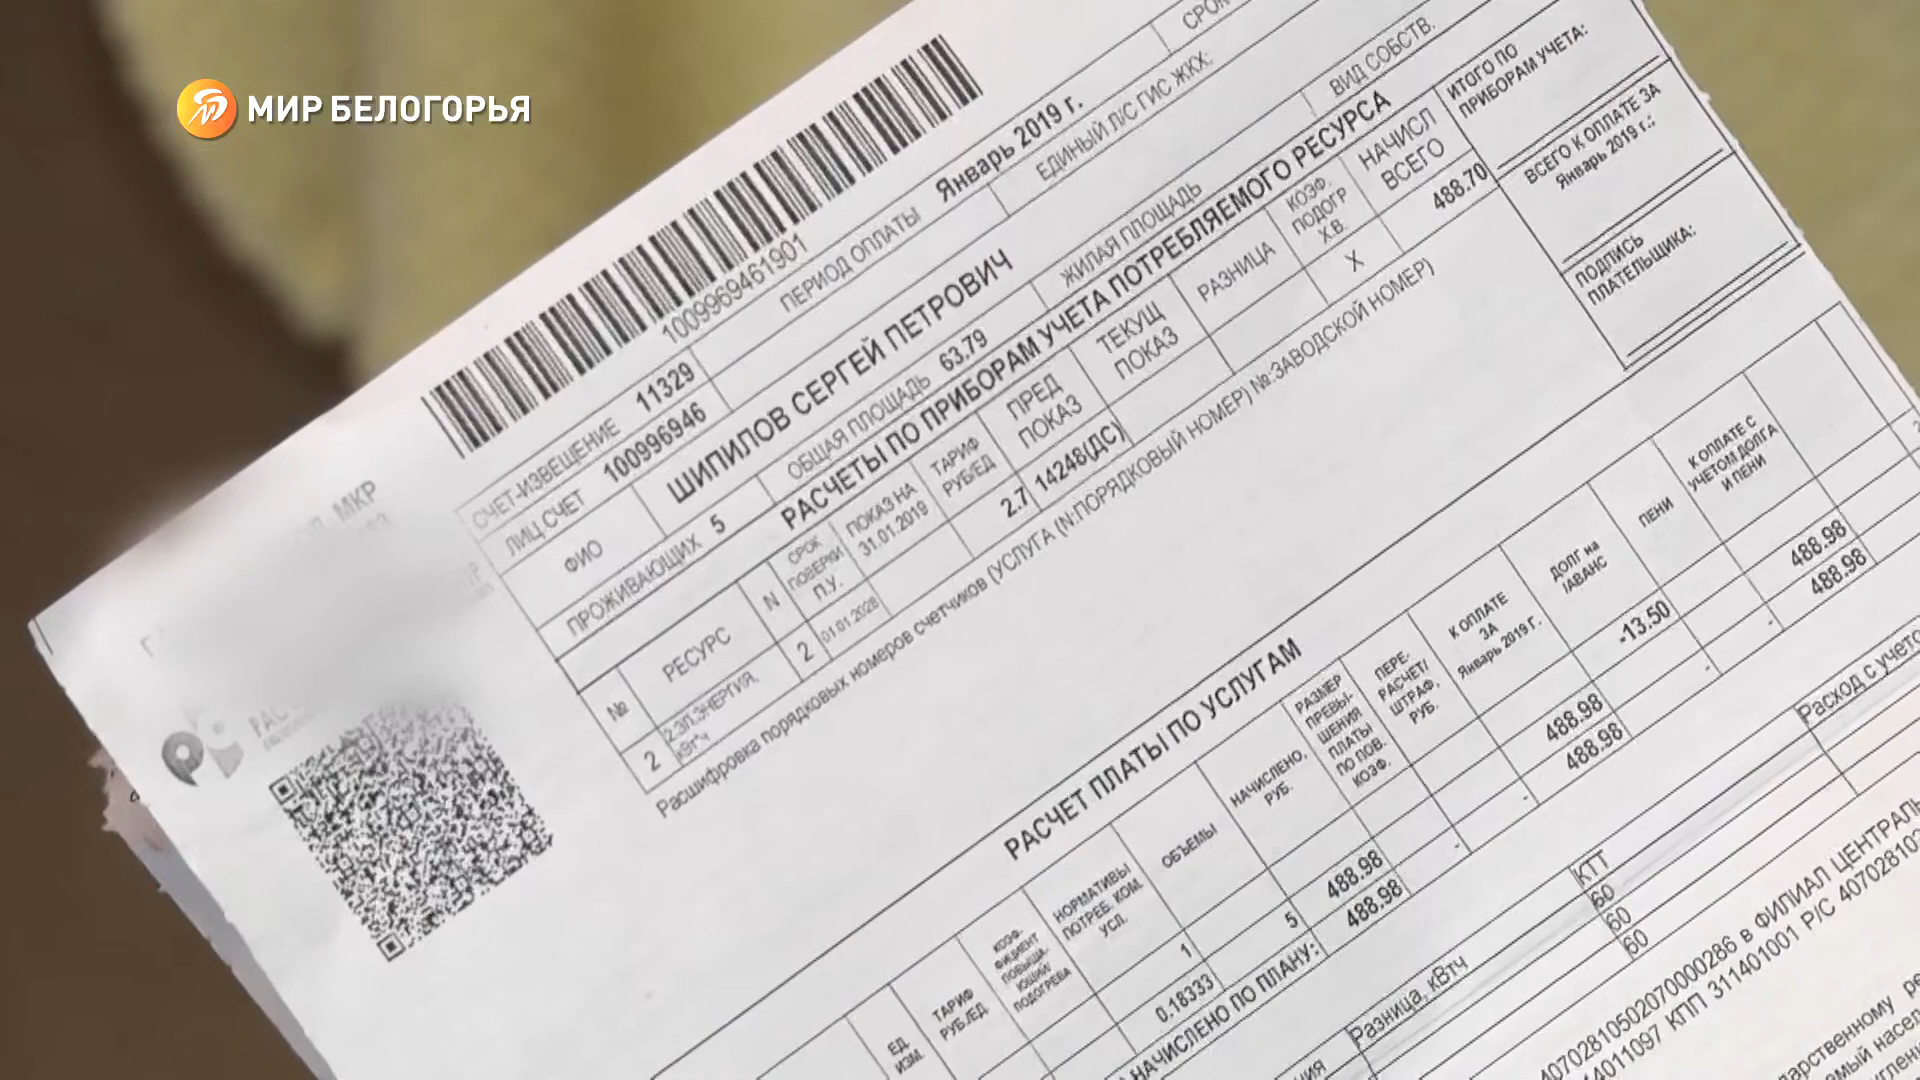 МИР БЕЛОГОРЬЯ
1009969461901
СРОК
СЧЕТ-ИЗВЕЩЕНИЕ 11329
ПЕРИОД ОПЛАТЫ Январь 2019 г.
ЛИЦ.СЧЕТ 100996946
ЕДИНЫЙ Л/С ГИС ЖКХ:
ФИО ШИПИЛОВ СЕРГЕЙ ПЕТРОВИЧ
ПРОЖИВАЮЩИХ 5 ОБЩАЯ ПЛОЩАДЬ 63.79 ЖИЛАЯ ПЛОЩАДЬ ВИД СОБСТВ.
РАСЧЕТЫ ПО ПРИБОРАМ УЧЕТА ПОТРЕБЛЯЕМОГО РЕСУРСА
№ РЕСУРС N СРОК ПОВЕРКИ П.У. ПОКАЗ НА 31.01.2019 ТАРИФ РУБ/ЕД ПРЕД ПОКАЗ ТЕКУЩ ПОКАЗ РАЗНИЦА КОЭФ. ПОДОГР Х.В. НАЧИСЛ ВСЕГО
2 2.ЭЛ.ЭНЕРГИЯ, кВт*ч 2 01.01.2028 2.7 14248(ДС) X 488.70
Расшифровка порядковых номеров счетчиков (УСЛУГА (N:ПОРЯДКОВЫЙ НОМЕР) №:ЗАВОДСКОЙ НОМЕР)
ИТОГО ПО
ПРИБОРАМ УЧЕТА:
ВСЕГО К ОПЛАТЕ ЗА
Январь 2019 г.:
ПОДПИСЬ
ПЛАТЕЛЬЩИКА:
МКР
РАСЧЕТ ПЛАТЫ ПО УСЛУГАМ
ЕД. ИЗМ. ТАРИФ РУБ./ЕД. КОЭФ-ФИЦИЕНТ ПОВЫША-ЮЩИЙ/ ПОДОГРЕВА НОРМАТИВЫ ПОТРЕБ. КОМ. УСЛ. ОБЪЕМЫ НАЧИСЛЕНО, РУБ. РАЗМЕР ПРЕВЫ-ШЕНИЯ ПЛАТЫ ПО ПОВ. КОЭФ. ПЕРЕ-РАСЧЕТ/ ШТРАФ, РУБ. К ОПЛАТЕ ЗА Январь 2019 г. ДОЛГ на /АВАНС ПЕНИ К ОПЛАТЕ С УЧЕТОМ ДОЛГА И ПЕНИ
1 5 488.98 - - 488.98 -13.50 - 488.98
0.18333
НАЧИСЛЕНО ПО ПЛАНУ: 488.98 - - 488.98 - - 488.98
Разница, кВтч КТТ Расход с учето
60
60
60
40702810502070000286 в ФИЛИАЛ ЦЕНТРАЛЬ
14011097 КПП 311401001 Р/С 40702810